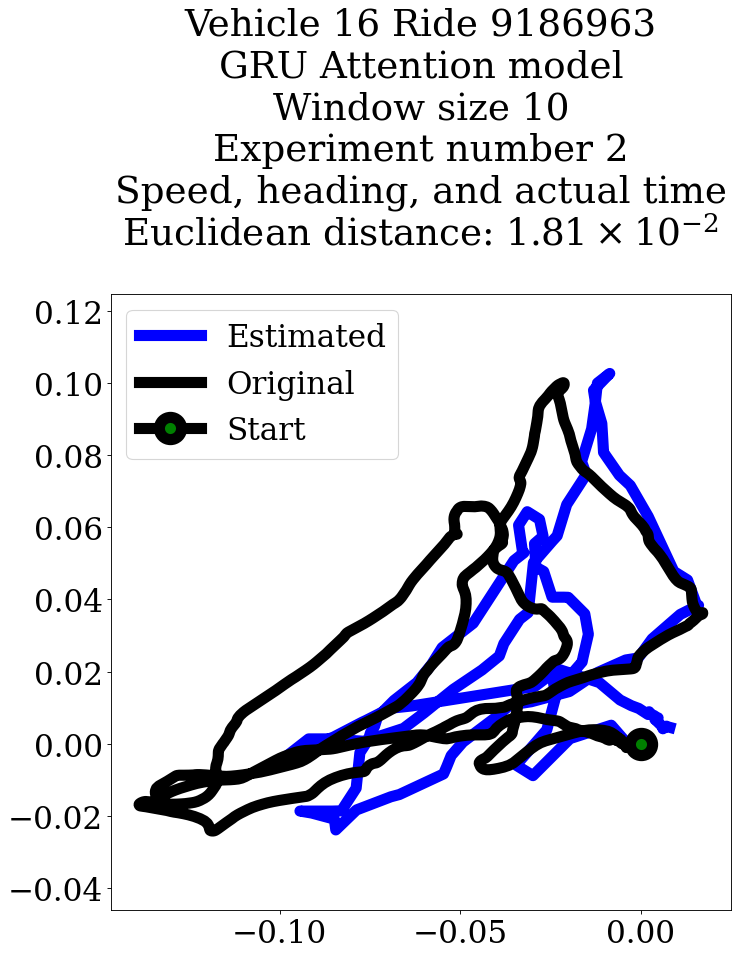 Vehicle 16 Ride 9186963
GRU Attention model
Window size 10
Experiment number 2
Speed, heading, and actual time
Euclidean distance: 1.81 × 10⁻²
Estimated
Original
Start
0.12
0.10
0.08
0.06
0.04
0.02
0.00
−0.02
−0.04
−0.10
−0.05
0.00